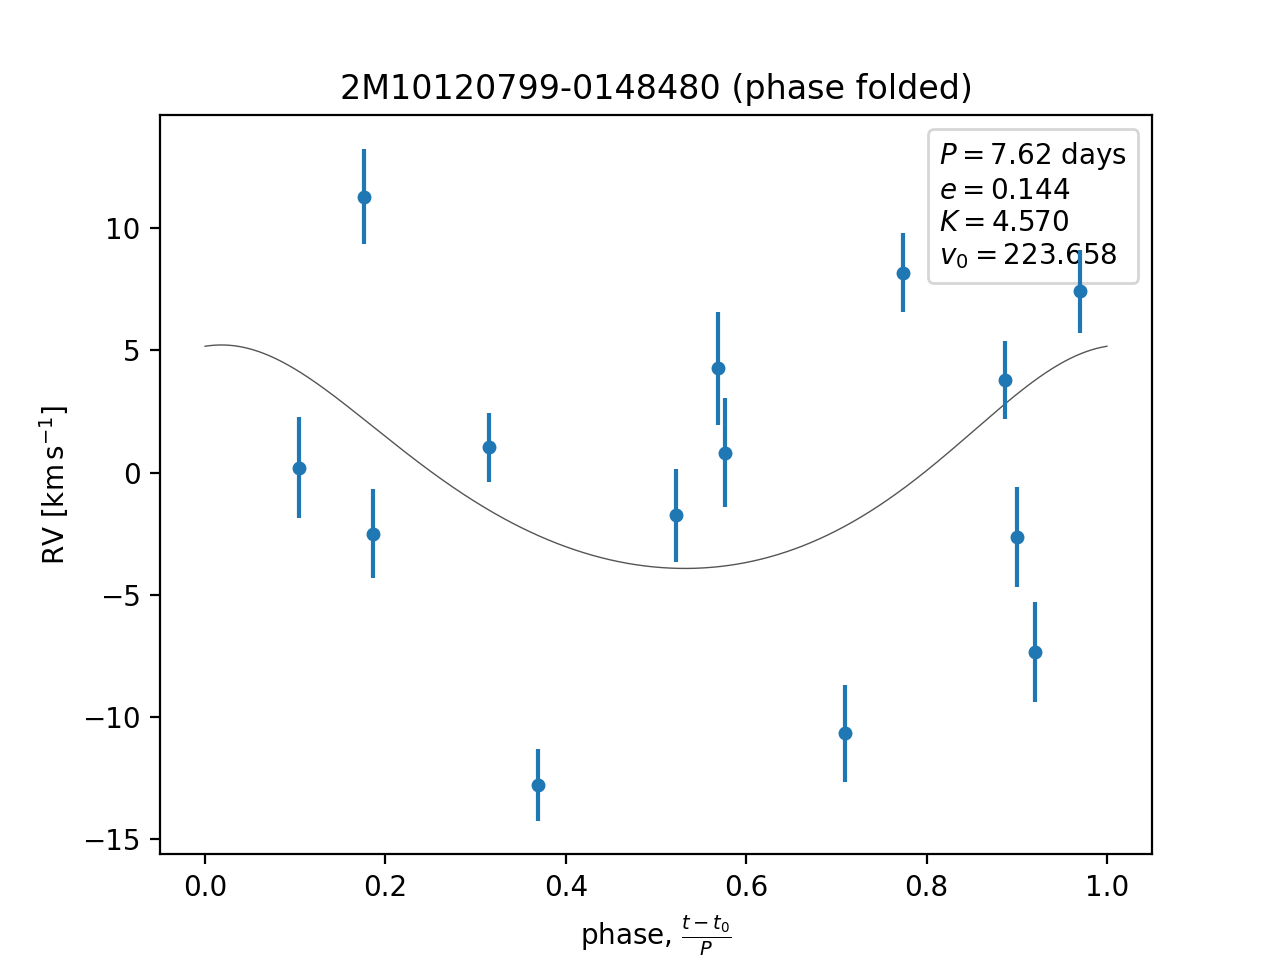 2M10120799-0148480 (phase folded)
P = 7.62 days
e = 0.144
K = 4.570
v₀ = 223.658
10
5
0
−5
−10
−15
RV [km s⁻¹]
0.0 0.2 0.4 0.6 0.8 1.0
phase, (t − t₀)/P